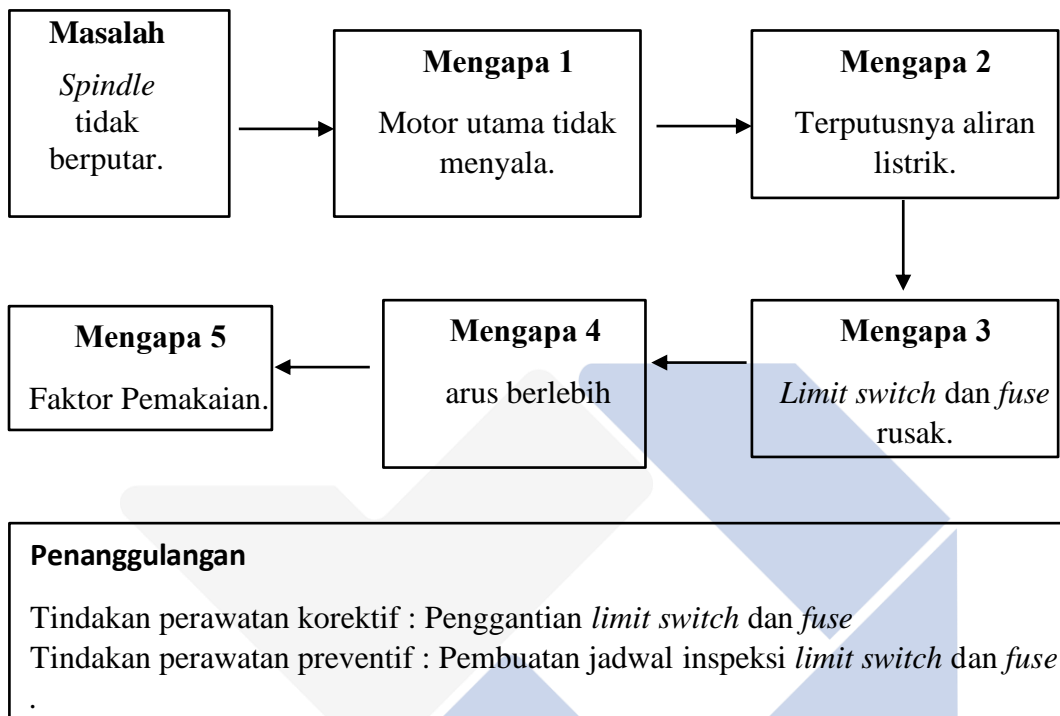 Masalah
Spindle
tidak
berputar.
Mengapa 1
Motor utama tidak
menyala.
Mengapa 2
Terputusnya aliran
listrik.
Mengapa 3
Limit switch dan fuse
rusak.
Mengapa 4
arus berlebih
Mengapa 5
Faktor Pemakaian.
Penanggulangan
Tindakan perawatan korektif : Penggantian limit switch dan fuse
Tindakan perawatan preventif : Pembuatan jadwal inspeksi limit switch dan fuse
.